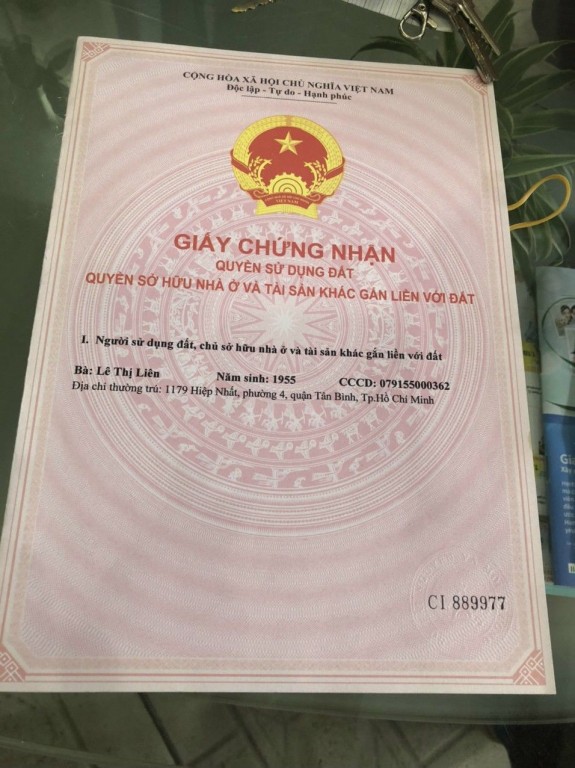 CỘNG HÒA XÃ HỘI CHỦ NGHĨA VIỆT NAM
Độc lập - Tự do - Hạnh phúc
VIỆT NAM
GIẤY CHỨNG NHẬN
QUYỀN SỬ DỤNG ĐẤT
QUYỀN SỞ HỮU NHÀ Ở VÀ TÀI SẢN KHÁC GẮN LIỀN VỚI ĐẤT
I. Người sử dụng đất, chủ sở hữu nhà ở và tài sản khác gắn liền với đất
Bà: Lê Thị Liên Năm sinh: 1955 CCCD: 079155000362
Địa chỉ thường trú: 1179 Hiệp Nhất, phường 4, quận Tân Bình, Tp.Hồ Chí Minh
CI 889977